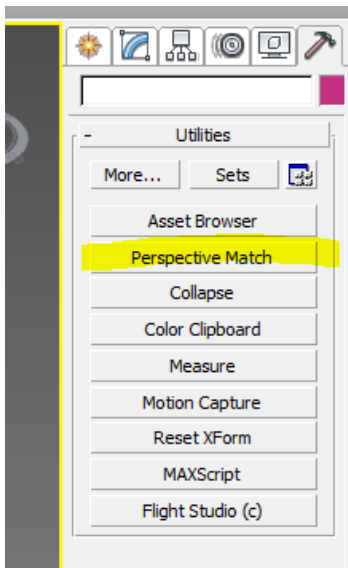 - Utilities
More... Sets
Asset Browser
Perspective Match
Collapse
Color Clipboard
Measure
Motion Capture
Reset XForm
MAXScript
Flight Studio (c)